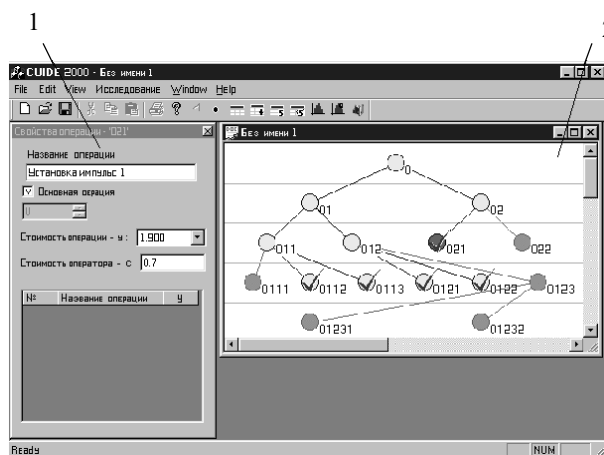 1
CUIDE 2000 - Без имени 1
File Edit View Исследование Window Help
Свойства операции - '021'
Название операции
Установка импульс 1
Основная оерация
0
Стоимость операции - y : 1.900
Стоимость оператора - c 0.7
№ Название операции y
Без имени 1
0
01 02
011 012 021 022
0111 0112 0113 0121 0122 0123
01231 01232
Ready NUM